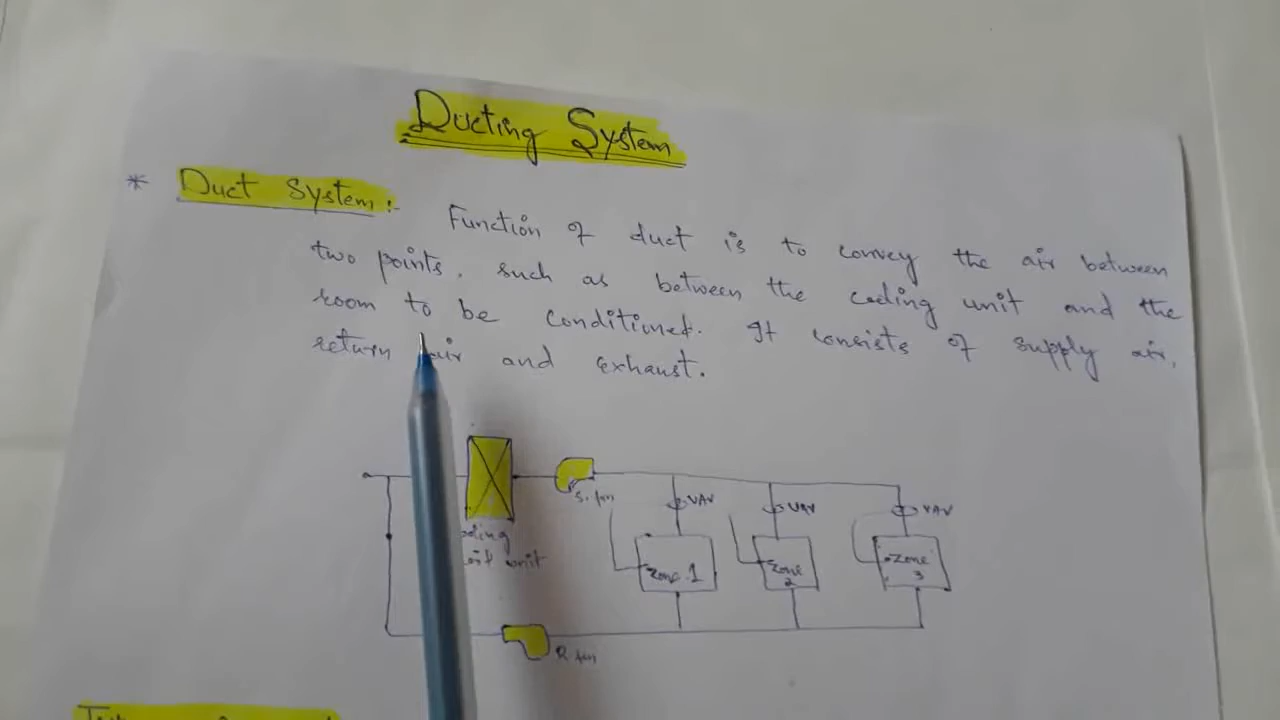 Ducting System
* Duct System:-
Function of duct is to convey the air between
two points, such as between the cooling unit and the
room to be conditioned. It consists of supply air,
return air and exhaust.
S. fan
VAV
VAV
VAV
Zone 1
Zone 2
Zone 3
unit
R. fan